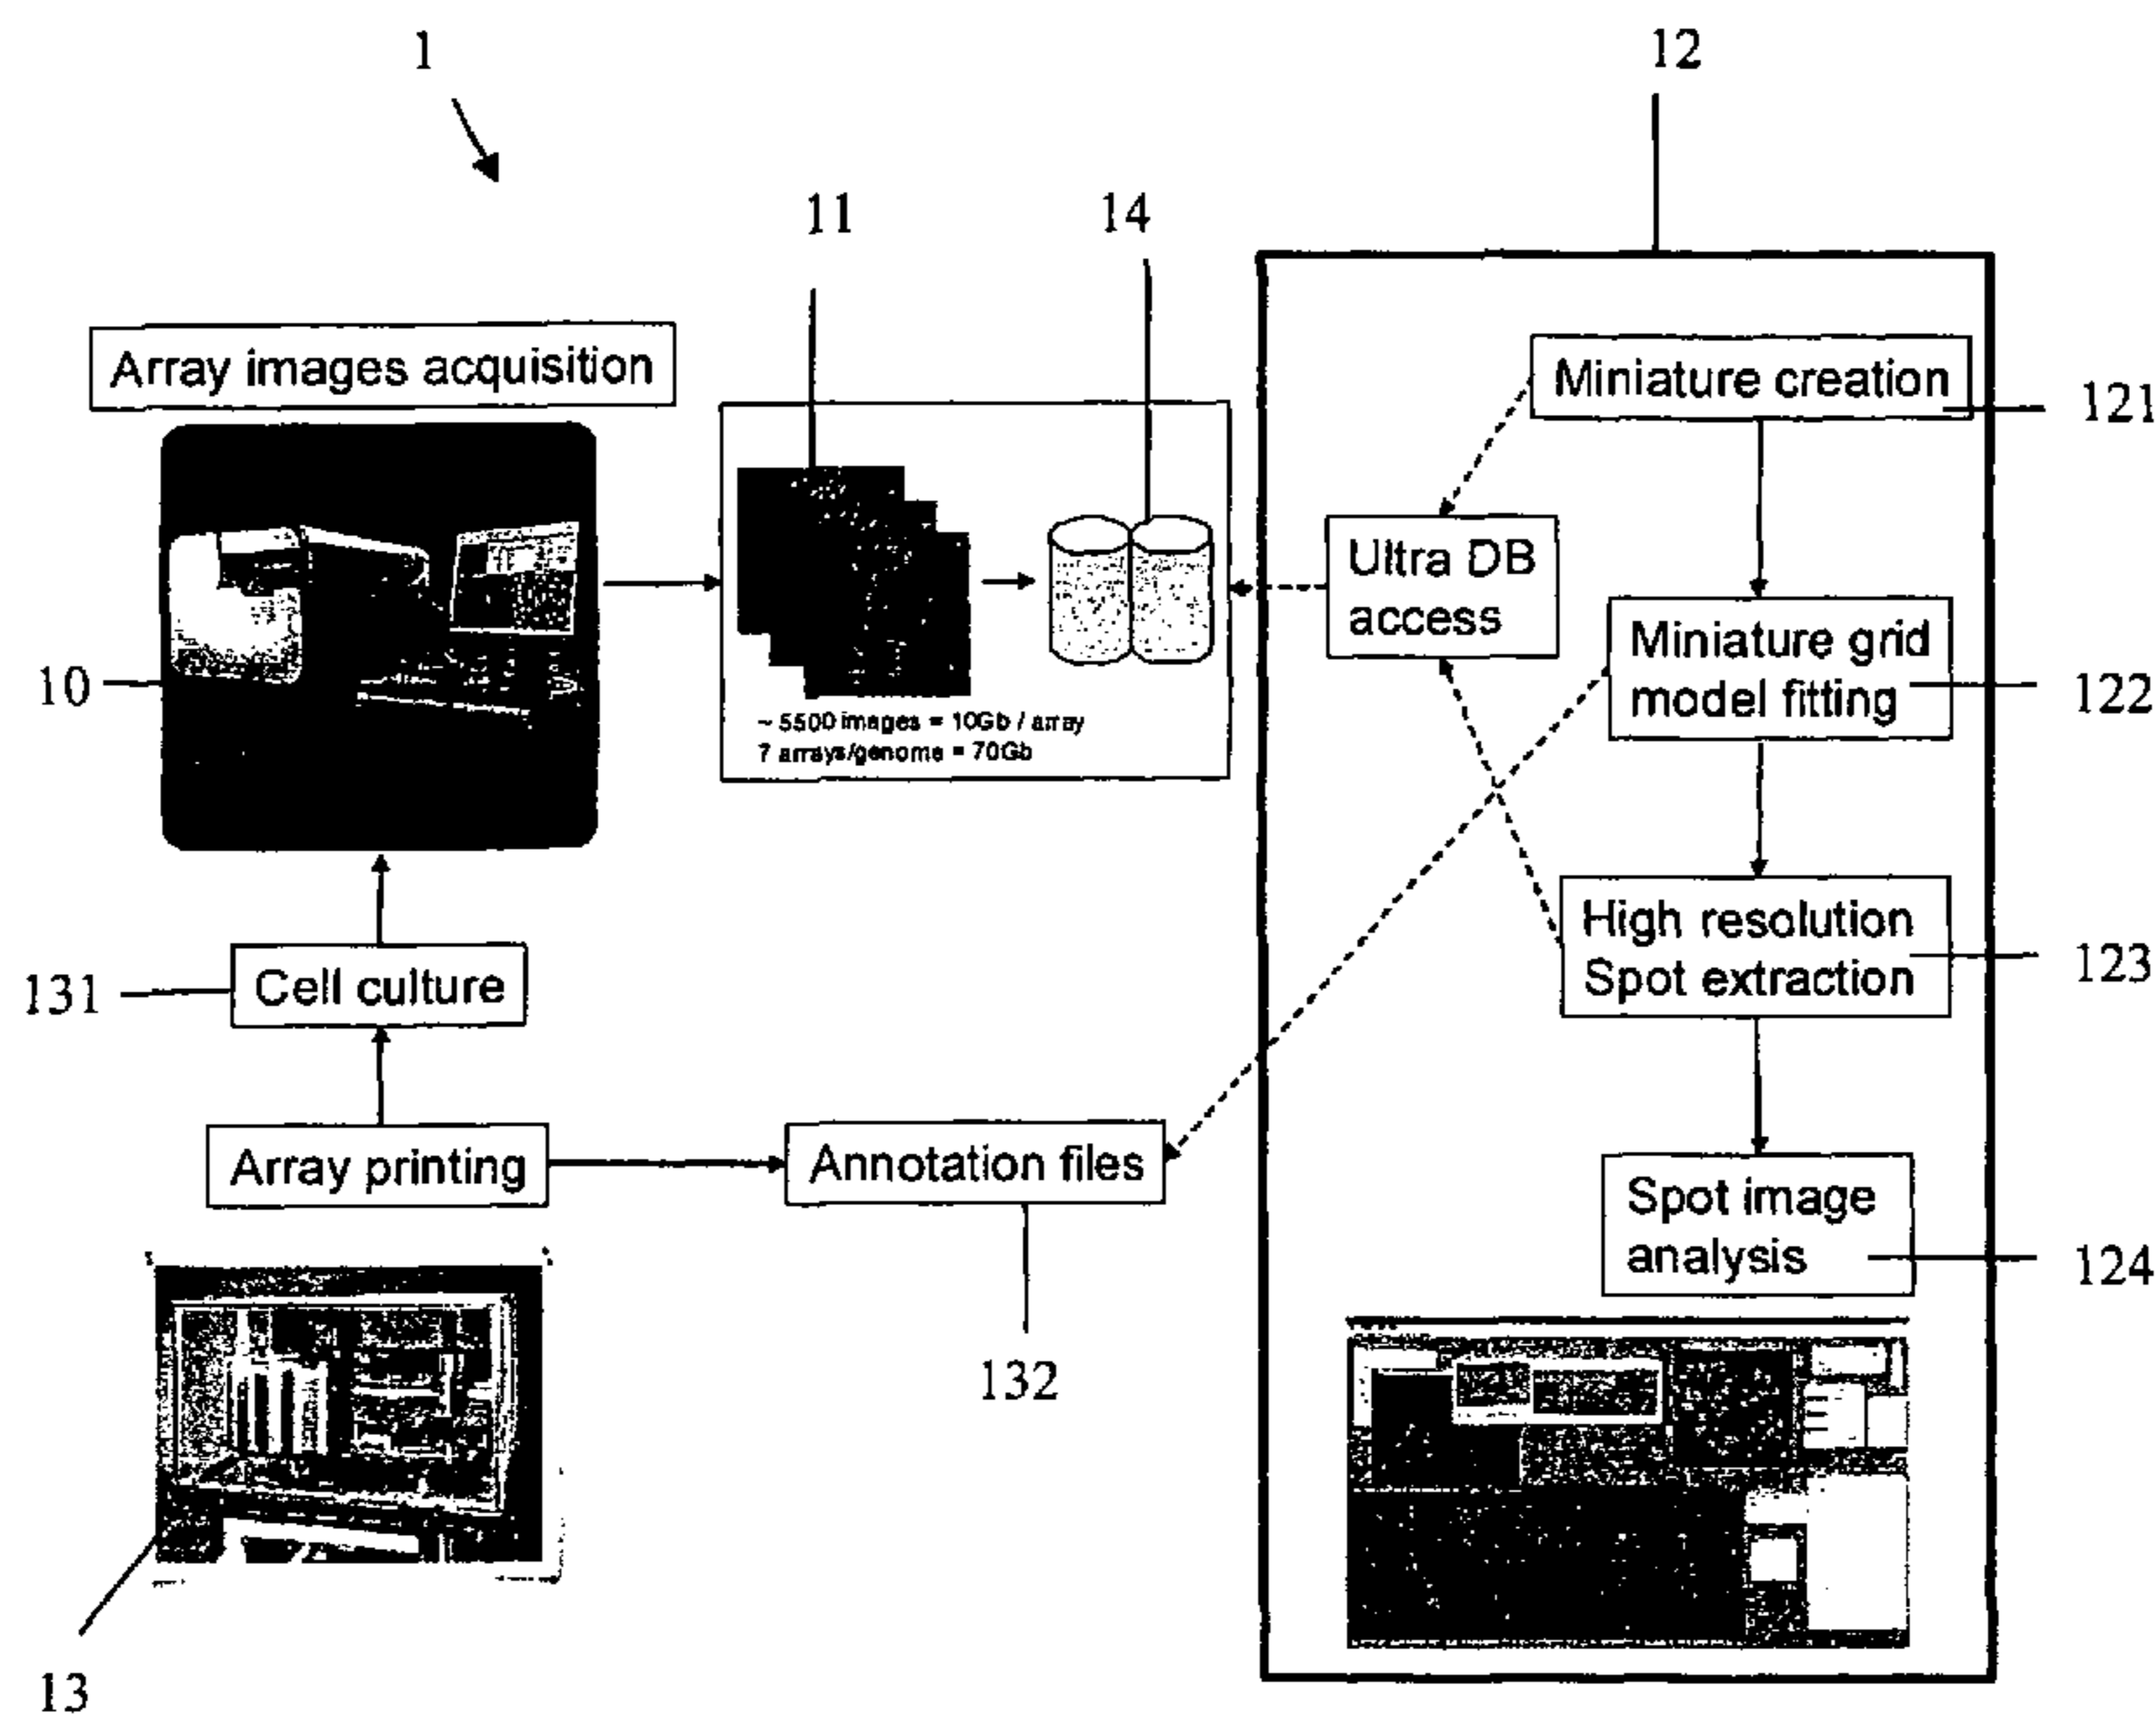 1
12
11
14
Array images acquisition
Miniature creation
121
Ultra DB
access
Miniature grid
model fitting
122
10
~ 5500 images = 10Gb / array
7 arrays/genome = 70Gb
High resolution
Spot extraction
123
131
Cell culture
Array printing
Annotation files
Spot image
analysis
124
132
13